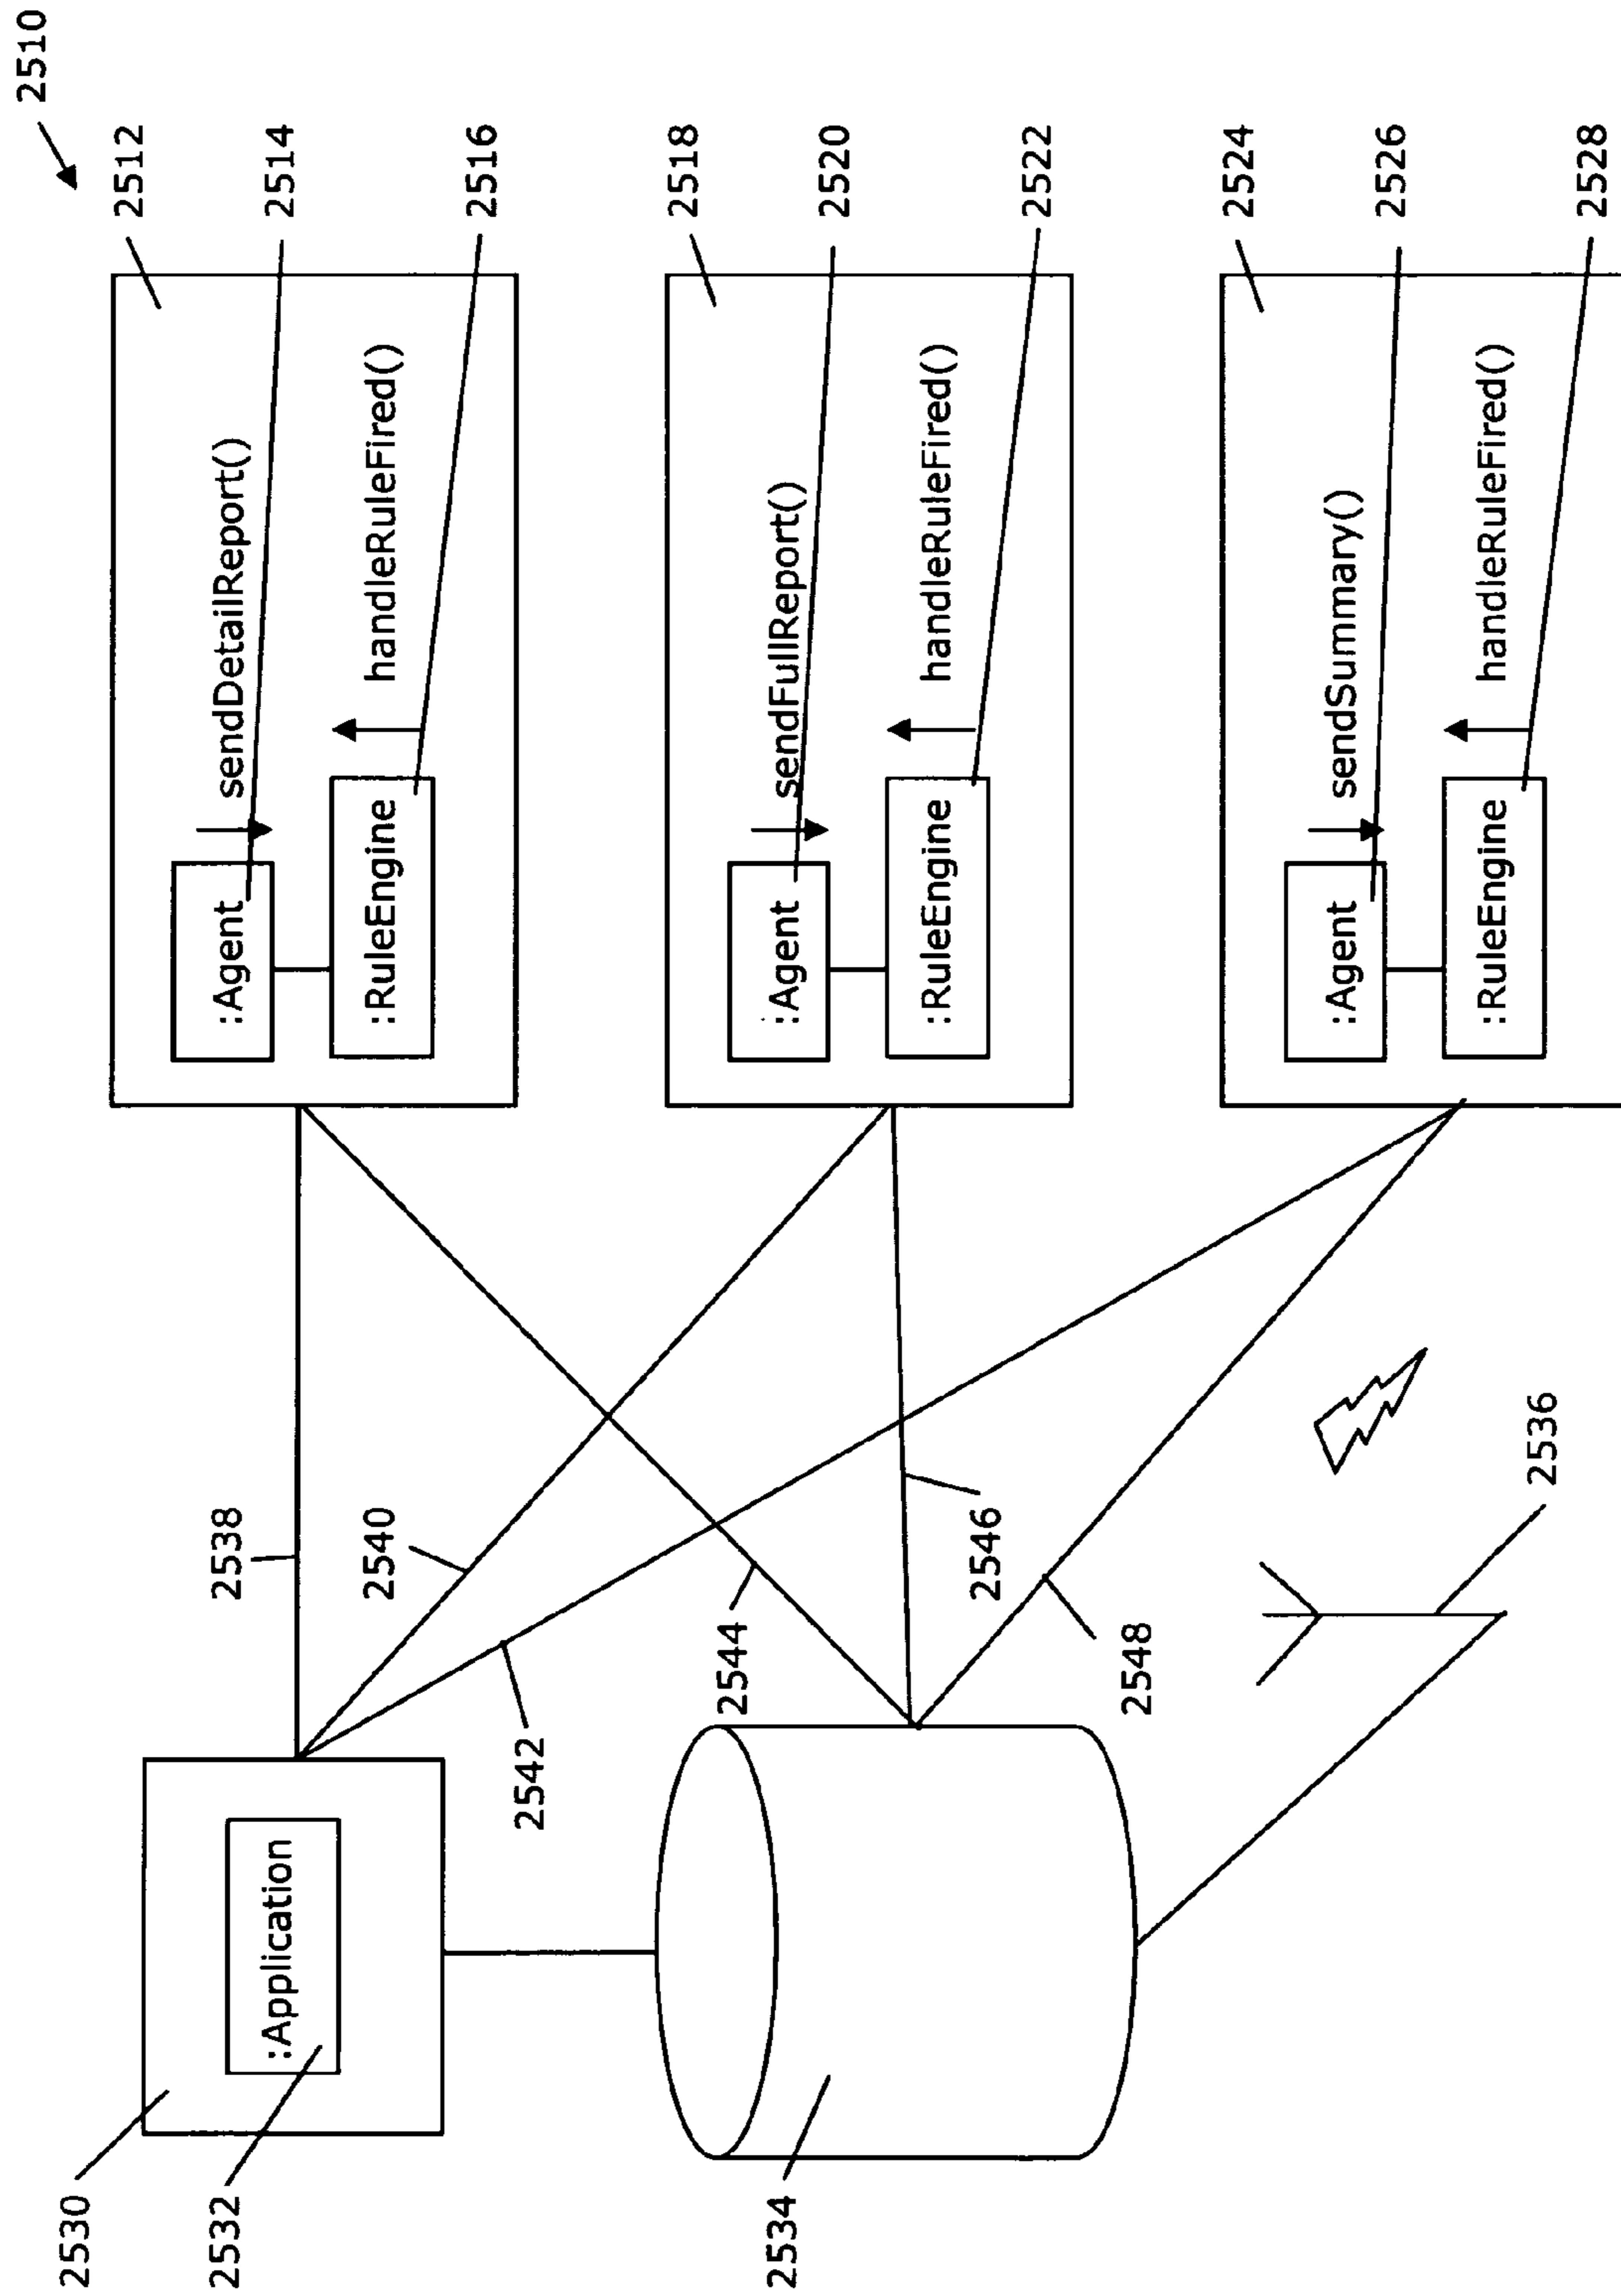 2510
2530
2512
2532
2538
:Agent
sendDetailReport()
:Application
2514
2540
:RuleEngine
handleRuleFired()
2516
2542
2518
2544
2534
:Agent
sendFullReport()
2520
:RuleEngine
handleRuleFired()
2546
2522
2548
2524
:Agent
sendSummary()
2526
:RuleEngine
handleRuleFired()
2536
2528